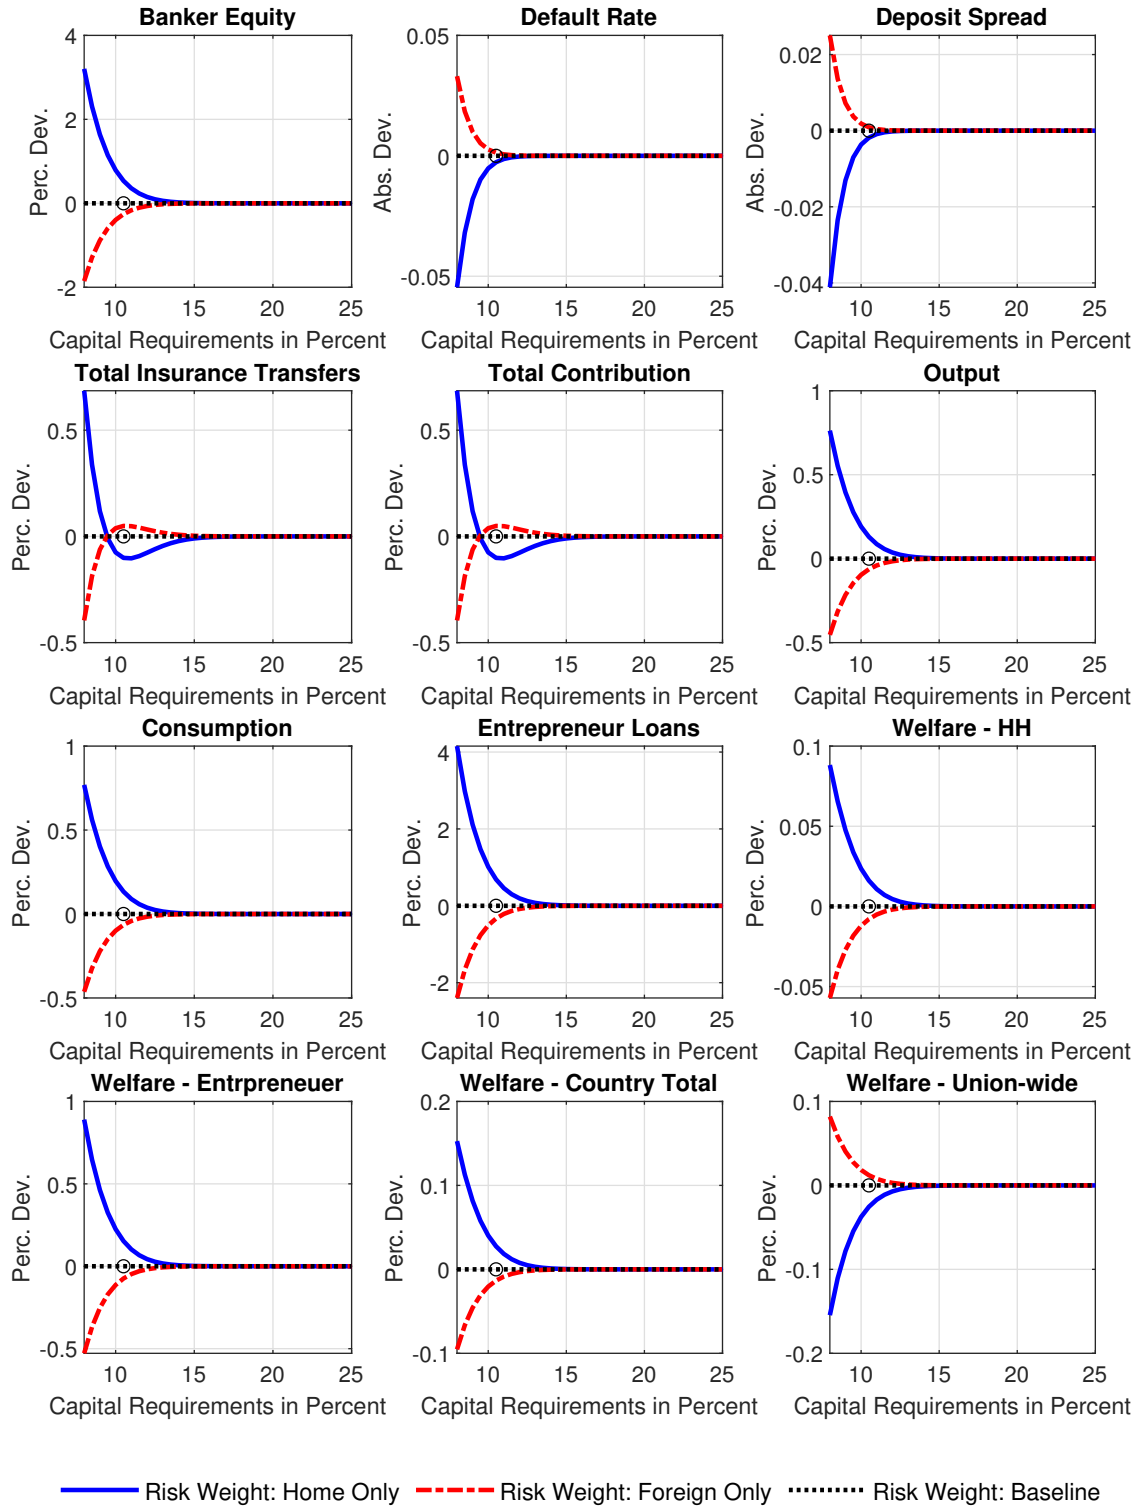 Banker Equity
4
2
0
-2
Perc. Dev.
10 15 20 25
Capital Requirements in Percent
Default Rate
0.05
0
-0.05
Abs. Dev.
10 15 20 25
Capital Requirements in Percent
Deposit Spread
0.02
0
-0.02
-0.04
Abs. Dev.
10 15 20 25
Capital Requirements in Percent
Total Insurance Transfers
0.5
0
-0.5
Perc. Dev.
10 15 20 25
Capital Requirements in Percent
Total Contribution
0.5
0
-0.5
Perc. Dev.
10 15 20 25
Capital Requirements in Percent
Output
1
0.5
0
-0.5
Perc. Dev.
10 15 20 25
Capital Requirements in Percent
Consumption
1
0.5
0
-0.5
Perc. Dev.
10 15 20 25
Capital Requirements in Percent
Entrepreneur Loans
4
2
0
-2
Perc. Dev.
10 15 20 25
Capital Requirements in Percent
Welfare - HH
0.1
0.05
0
-0.05
Perc. Dev.
10 15 20 25
Capital Requirements in Percent
Welfare - Entrpreneuer
1
0.5
0
-0.5
Perc. Dev.
10 15 20 25
Capital Requirements in Percent
Welfare - Country Total
0.2
0.1
0
-0.1
Perc. Dev.
10 15 20 25
Capital Requirements in Percent
Welfare - Union-wide
0.1
0
-0.1
-0.2
Perc. Dev.
10 15 20 25
Capital Requirements in Percent
Risk Weight: Home Only Risk Weight: Foreign Only Risk Weight: Baseline